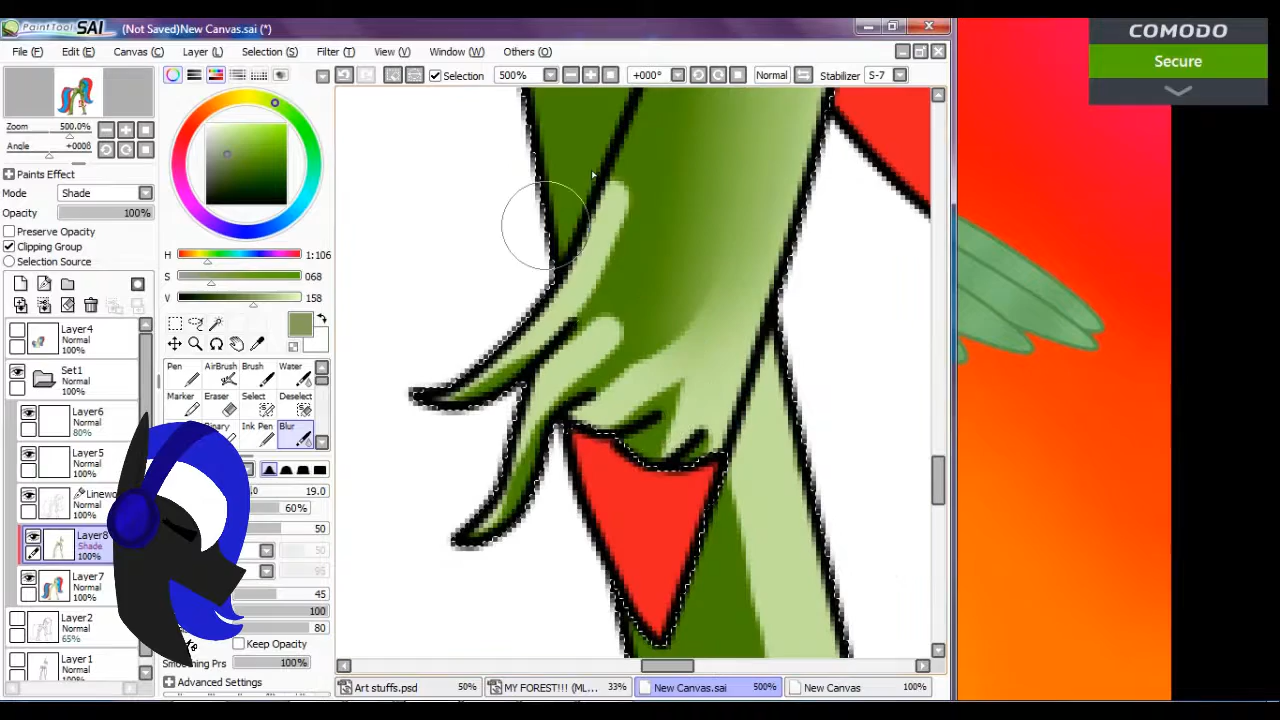 PaintTool SAI (Not Saved)New Canvas.sai (*)
File (F) Edit (E) Canvas (C) Layer (L) Selection (S) Filter (T) View (V) Window (W) Others (O)
Selection 500% +000° Normal Stabilizer S-7
COMODO
Secure
Zoom 500.0%
Angle
Paints Effect
Mode Shade
Opacity 100%
Preserve Opacity
Clipping Group
Selection Source
H 1:106
S 068
V 158
Layer4
Normal
100%
Set1
Normal
100%
Layer6
Normal
80%
Layer5
Normal
100%
Normal
100%
Layer8
Shade
100%
Layer7
Normal
100%
Layer2
Normal
65%
Layer1
Normal
Pen AirBrush Brush Water
Marker Eraser Select Deselect
Ink Pen Blur
19.0
60%
50
45
100
80
Keep Opacity
100%
Advanced Settings
Art stuffs.psd 50% MY FOREST!!! (ML... 33% New Canvas.sai 500% New Canvas 100%